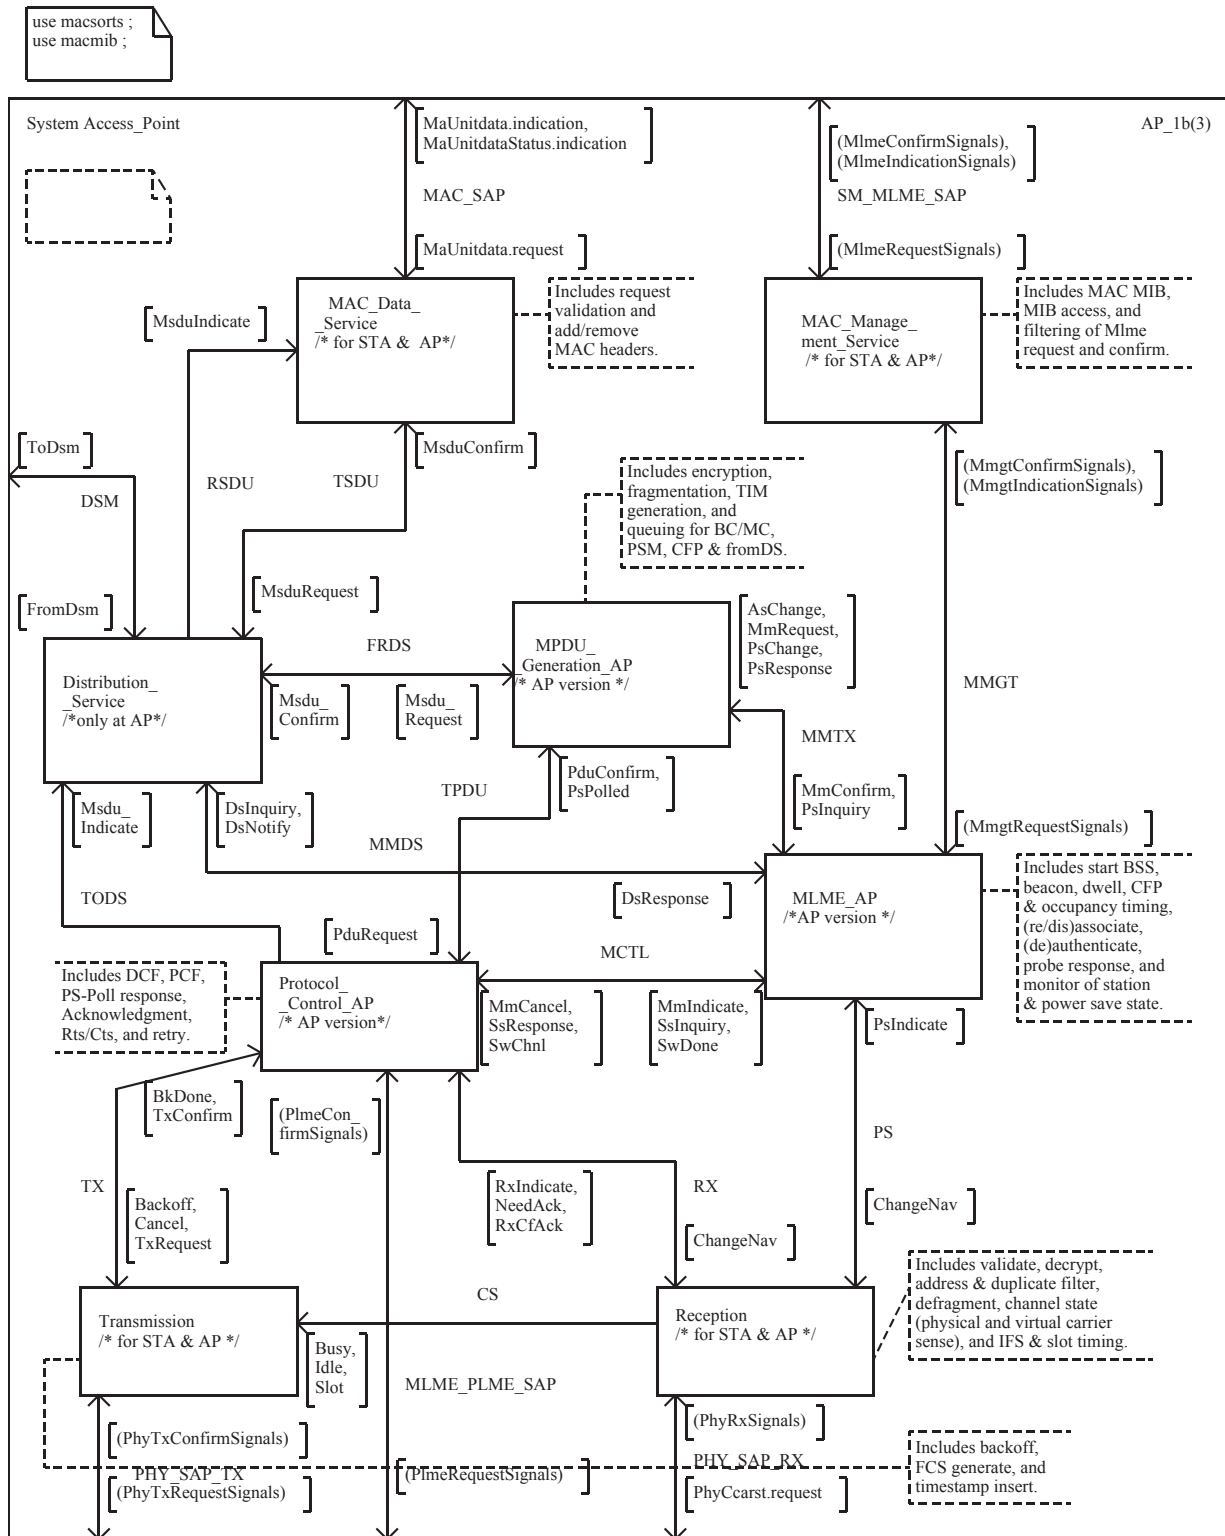 use macsorts ;
use macmib ;
System Access_Point
AP_1b(3)
MaUnitdata.indication,
MaUnitdataStatus.indication
(MlmeConfirmSignals),
(MlmeIndicationSignals)
MAC_SAP
SM_MLME_SAP
MaUnitdata.request
(MlmeRequestSignals)
MsduIndicate
MAC_Data_
_Service
/* for STA & AP*/
Includes request
validation and
add/remove
MAC headers.
MAC_Manage_
ment_Service
/* for STA & AP*/
Includes MAC MIB,
MIB access, and
filtering of Mlme
request and confirm.
ToDsm
MsduConfirm
DSM
RSDU
TSDU
Includes encryption,
fragmentation, TIM
generation, and
queuing for BC/MC,
PSM, CFP & fromDS.
(MmgtConfirmSignals),
(MmgtIndicationSignals)
FromDsm
MsduRequest
FRDS
MPDU_
_Generation_AP
/* AP version */
AsChange,
MmRequest,
PsChange,
PsResponse
MMGT
Distribution_
_Service
/*only at AP*/
Msdu_
_Confirm
Msdu_
_Request
MMTX
Msdu_
_Indicate
DsInquiry,
DsNotify
TPDU
PduConfirm,
PsPolled
MmConfirm,
PsInquiry
MMDS
(MmgtRequestSignals)
TODS
DsResponse
MLME_AP
/*AP version */
Includes start BSS,
beacon, dwell, CFP
& occupancy timing,
(re/dis)associate,
(de)authenticate,
probe response, and
monitor of station
& power save state.
PduRequest
MCTL
Includes DCF, PCF,
PS-Poll response,
Acknowledgment,
Rts/Cts, and retry.
Protocol_
_Control_AP
/* AP version*/
MmCancel,
SsResponse,
SwChnl
MmIndicate,
SsInquiry,
SwDone
PsIndicate
BkDone,
TxConfirm
(PlmeCon_
firmSignals)
PS
TX
Backoff,
Cancel,
TxRequest
RxIndicate,
NeedAck,
RxCfAck
RX
ChangeNav
ChangeNav
CS
Transmission
/* for STA & AP */
Reception
/* for STA & AP */
Includes validate, decrypt,
address & duplicate filter,
defragment, channel state
(physical and virtual carrier
sense), and IFS & slot timing.
Busy,
Idle,
Slot
MLME_PLME_SAP
(PhyTxConfirmSignals)
(PhyRxSignals)
PHY_SAP_TX
PHY_SAP_RX
(PhyTxRequestSignals)
(PlmeRequestSignals)
PhyCcarst.request
Includes backoff,
FCS generate, and
timestamp insert.